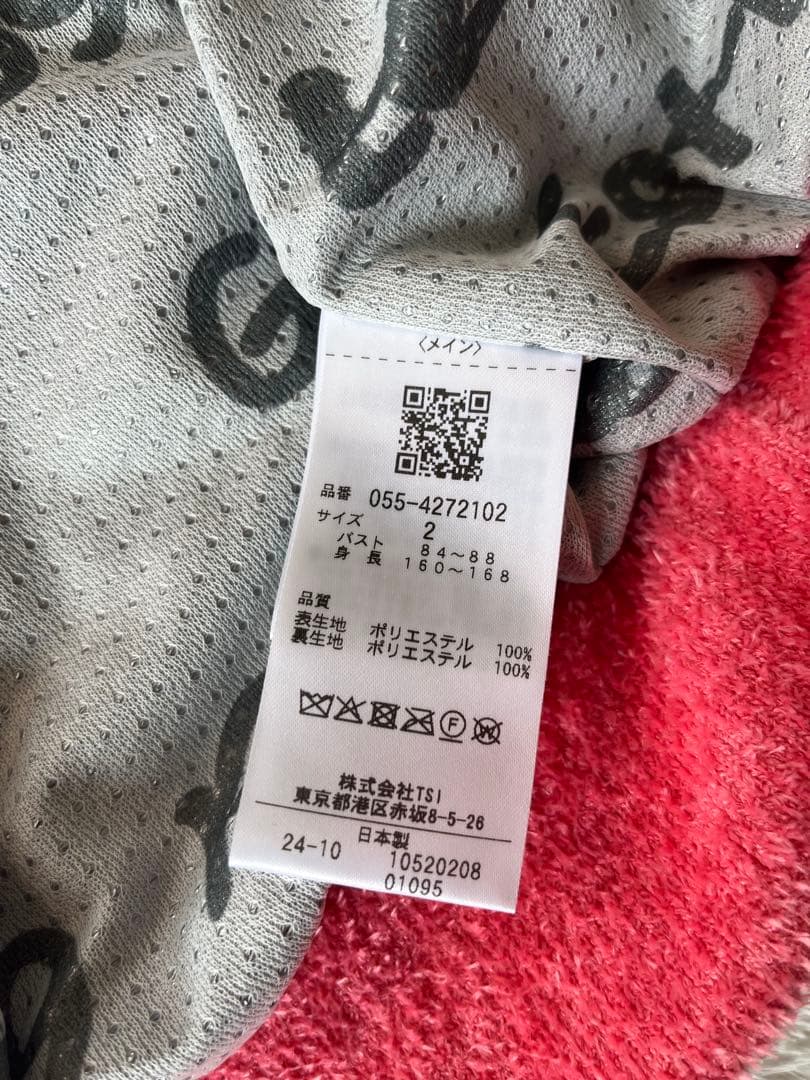 G
〈メイン〉
品番 055-4272102
サイズ 2
バスト 84~88
身長 160~168
品質
表生地 ポリエステル 100%
裏生地 ポリエステル 100%
F W
株式会社TSI
東京都港区赤坂8-5-26
日本製
24-10 10520208
01095